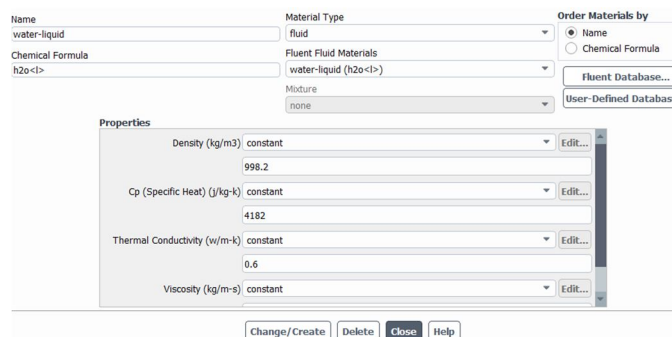 Name
water-liquid
Chemical Formula
h2o<l>
Material Type
fluid
Fluent Fluid Materials
water-liquid (h2o<l>)
Mixture
none
Order Materials by
Name
Chemical Formula
Fluent Database...
User-Defined Databas
Properties
Density (kg/m3) constant Edit...
998.2
Cp (Specific Heat) (j/kg-k) constant Edit...
4182
Thermal Conductivity (w/m-k) constant Edit...
0.6
Viscosity (kg/m-s) constant Edit...
Change/Create Delete Close Help